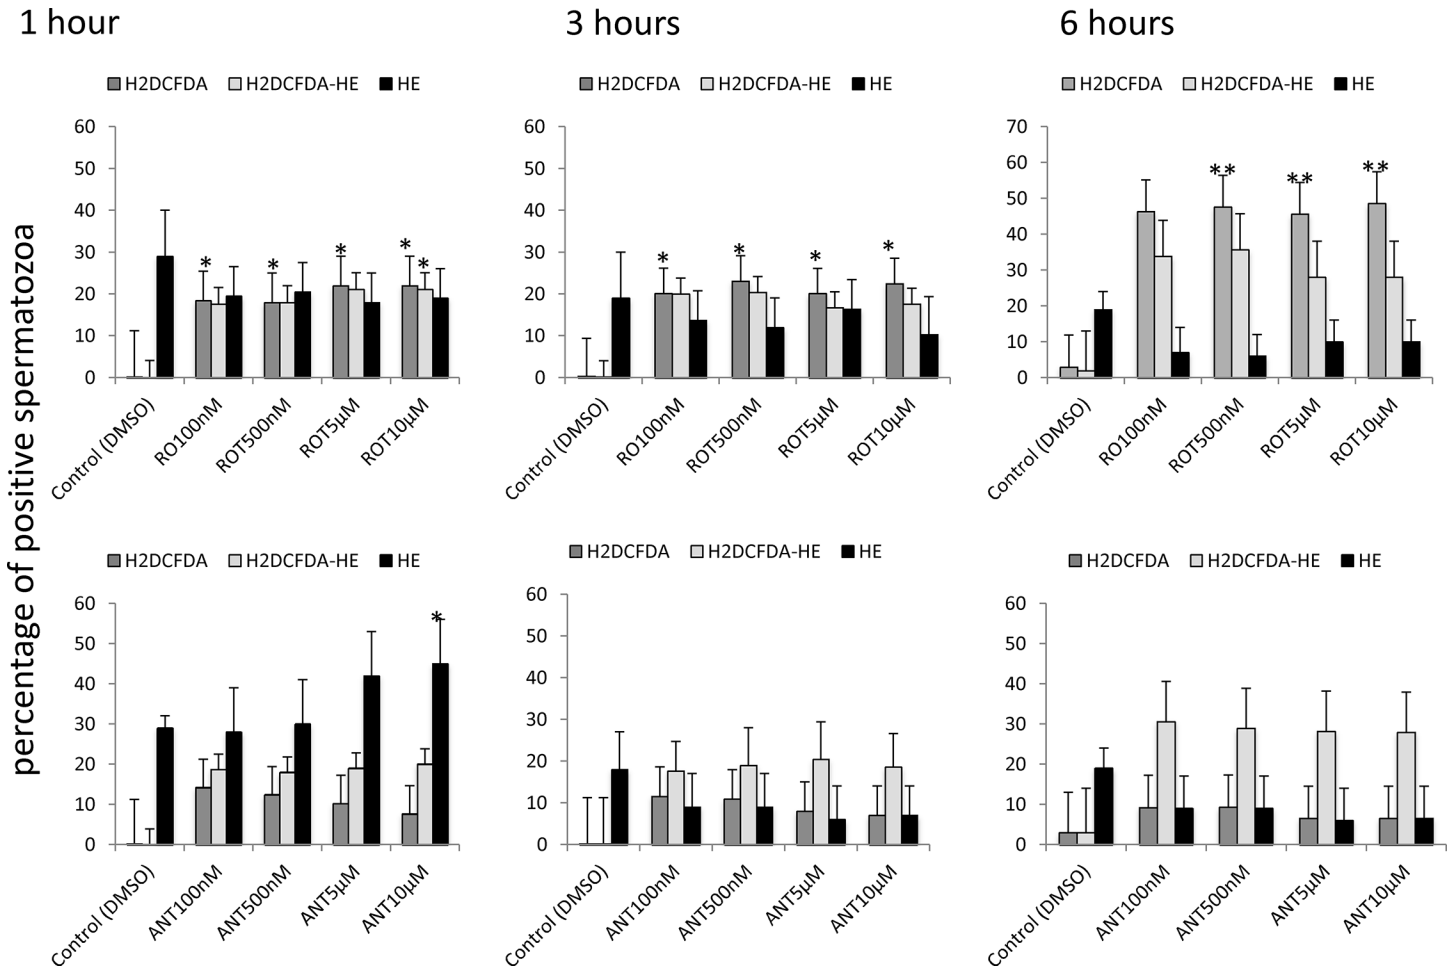 1 hour
3 hours
6 hours
percentage of positive spermatozoa
H2DCFDA H2DCFDA-HE HE
60
50
40
30
20
10
0
* * * * *
Control (DMSO) RO100nM ROT500nM ROT5µM ROT10µM
H2DCFDA H2DCFDA-HE HE
60
50
40
30
20
10
0
* * * *
Control (DMSO) RO100nM ROT500nM ROT5µM ROT10µM
H2DCFDA H2DCFDA-HE HE
70
60
50
40
30
20
10
0
** ** **
Control (DMSO) RO100nM ROT500nM ROT5µM ROT10µM
H2DCFDA H2DCFDA-HE HE
60
50
40
30
20
10
0
*
Control (DMSO) ANT100nM ANT500nM ANT5µM ANT10µM
H2DCFDA H2DCFDA-HE HE
60
50
40
30
20
10
0
Control (DMSO) ANT100nM ANT500nM ANT5µM ANT10µM
H2DCFDA H2DCFDA-HE HE
60
50
40
30
20
10
0
Control (DMSO) ANT100nM ANT500nM ANT5µM ANT10µM